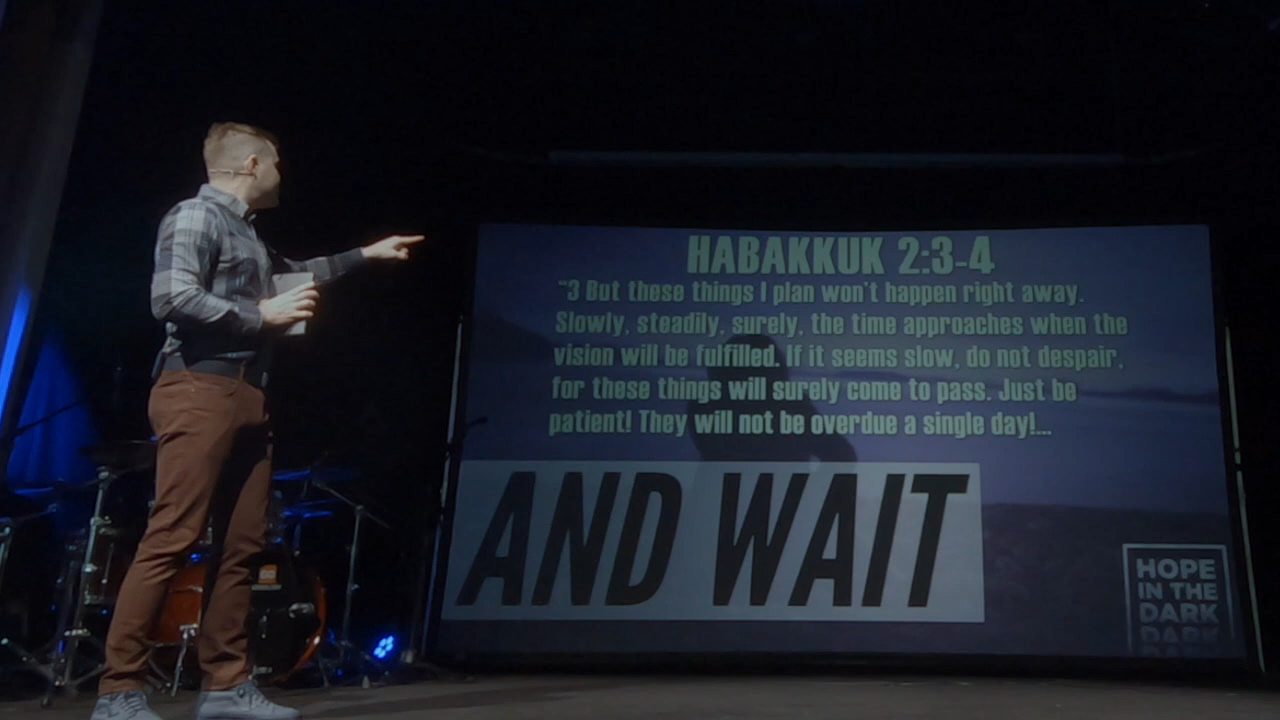 HABAKKUK 2:3-4
"3 But these things I plan won't happen right away.
Slowly, steadily, surely, the time approaches when the
vision will be fulfilled. If it seems slow, do not despair,
for these things will surely come to pass. Just be
patient! They will not be overdue a single day!...
AND WAIT
HOPE
IN THE
DARK
DARK